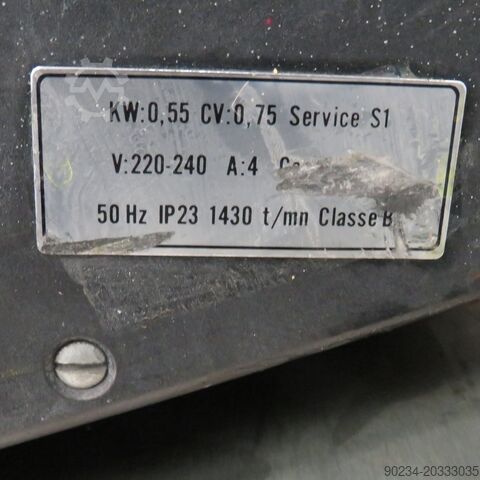 KW:0,55 CV:0,75 Service S1
V:220-240 A:4
50 Hz IP23 1430 t/mn Classe B
90234-20333035